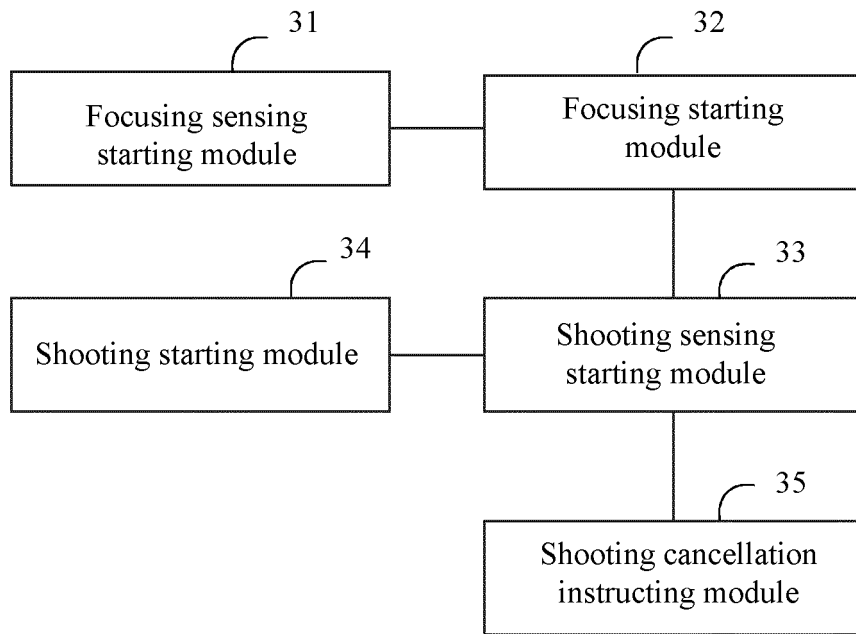 31
32
Focusing sensing
starting module
Focusing starting
module
34
33
Shooting starting module
Shooting sensing
starting module
35
Shooting cancellation
instructing module